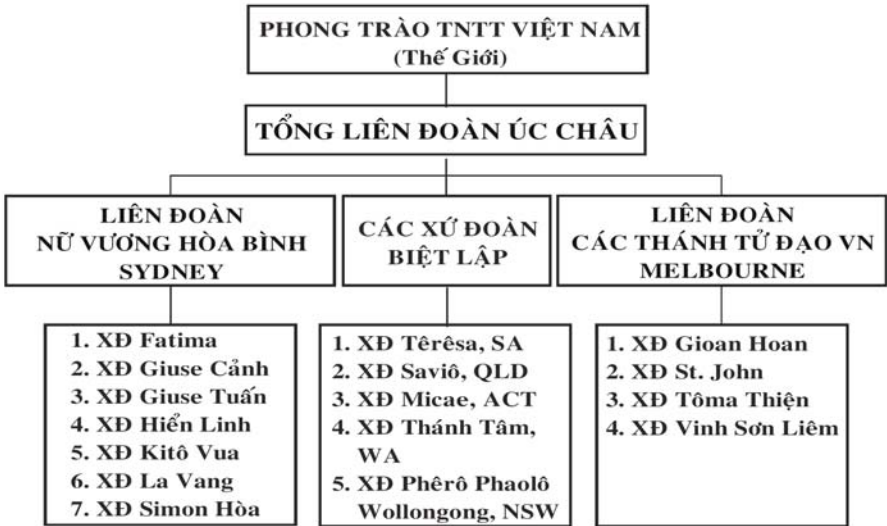 PHONG TRÀO TNTT VIỆT NAM
(Thế Giới)
TỔNG LIÊN ĐOÀN ÚC CHÂU
LIÊN ĐOÀN
NỮ VƯƠNG HÒA BÌNH
SYDNEY
CÁC XỨ ĐOÀN
BIỆT LẬP
LIÊN ĐOÀN
CÁC THÁNH TỬ ĐẠO VN
MELBOURNE
1. XĐ Fatima
2. XĐ Giuse Cảnh
3. XĐ Giuse Tuấn
4. XĐ Hiển Linh
5. XĐ Kitô Vua
6. XĐ La Vang
7. XĐ Simon Hòa
1. XĐ Têrêsa, SA
2. XĐ Saviô, QLD
3. XĐ Micae, ACT
4. XĐ Thánh Tâm,
WA
5. XĐ Phêrô Phaolô
Wollongong, NSW
1. XĐ Gioan Hoan
2. XĐ St. John
3. XĐ Tôma Thiện
4. XĐ Vinh Sơn Liêm